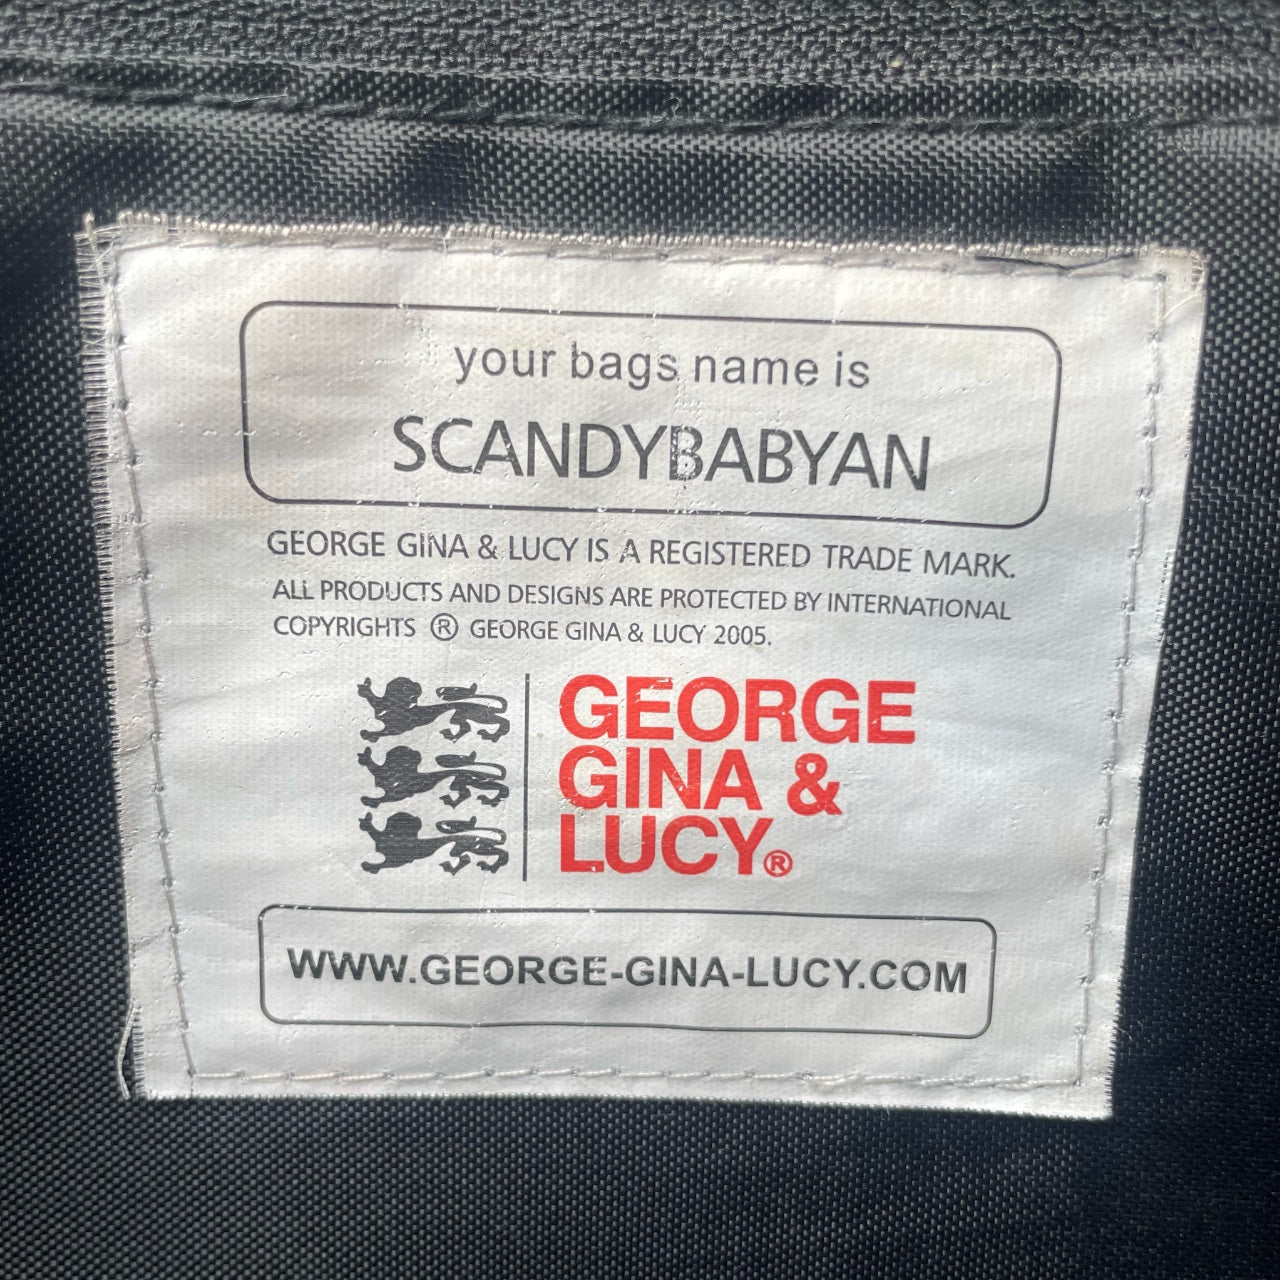 your bags name is
SCANDYBABYAN
GEORGE GINA & LUCY IS A REGISTERED TRADE MARK.
ALL PRODUCTS AND DESIGNS ARE PROTECTED BY INTERNATIONAL
COPYRIGHTS ® GEORGE GINA & LUCY 2005.
GEORGE
GINA &
LUCY®
WWW.GEORGE-GINA-LUCY.COM